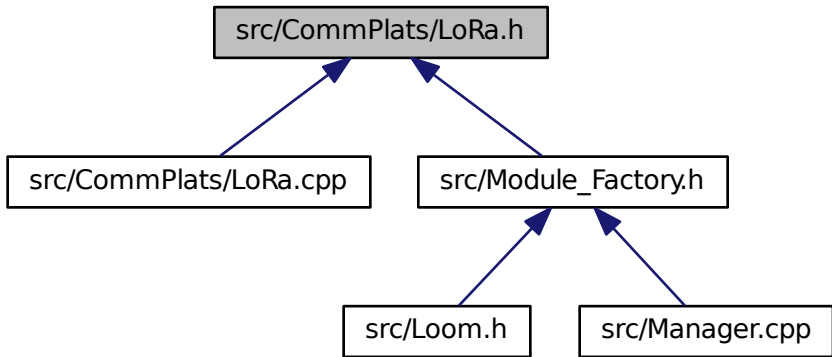 src/CommPlats/LoRa.h
src/CommPlats/LoRa.cpp
src/Module_Factory.h
src/Loom.h
src/Manager.cpp